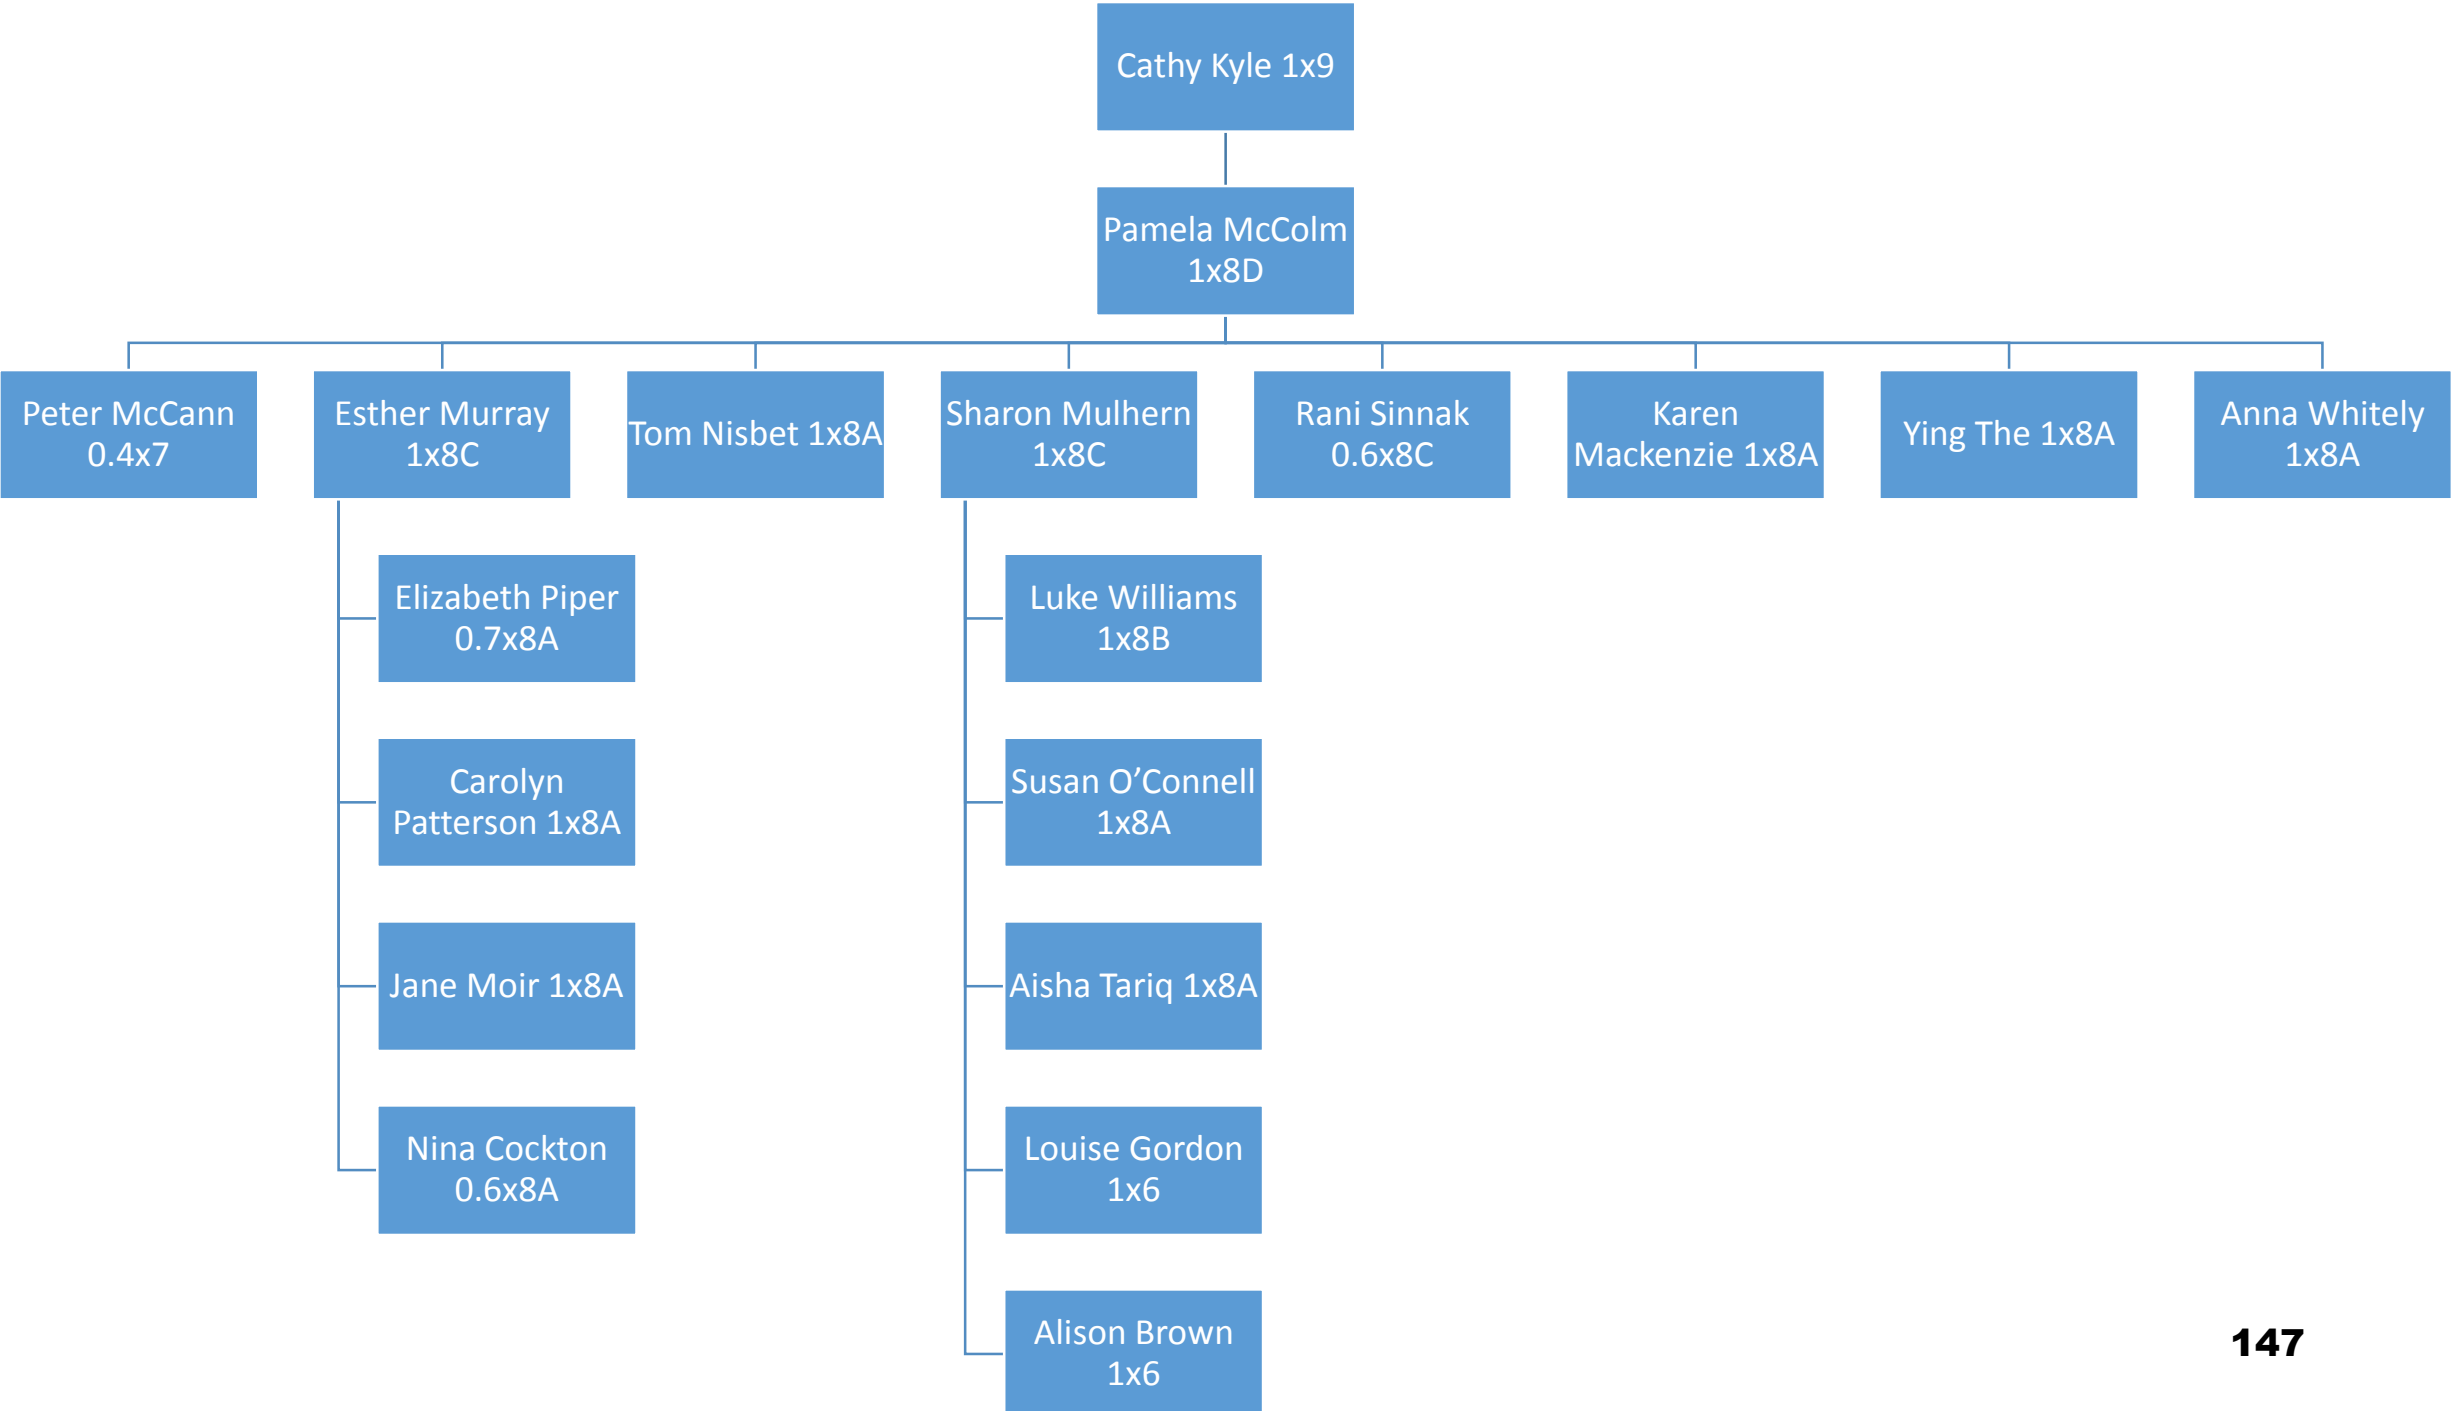 Cathy Kyle 1x9
Pamela McColm
1x8D
Peter McCann
0.4x7
Esther Murray
1x8C
Tom Nisbet 1x8A
Sharon Mulhern
1x8C
Rani Sinnak
0.6x8C
Karen
Mackenzie 1x8A
Ying The 1x8A
Anna Whitely
1x8A
Elizabeth Piper
0.7x8A
Carolyn
Patterson 1x8A
Jane Moir 1x8A
Nina Cockton
0.6x8A
Luke Williams
1x8B
Susan O’Connell
1x8A
Aisha Tariq 1x8A
Louise Gordon
1x6
Alison Brown
1x6
147